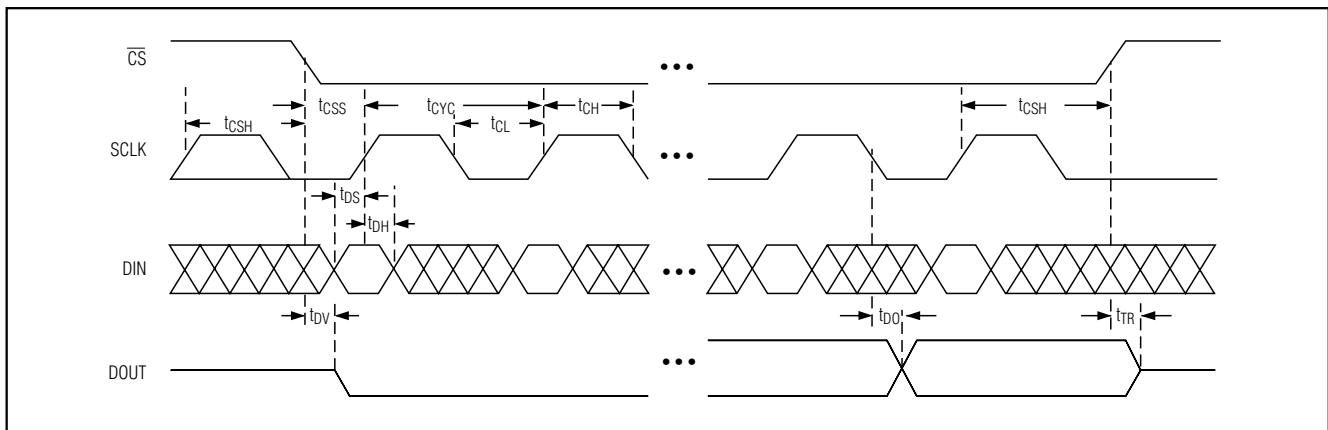 CS
•••
tCSS
tCYC
tCH
tCSH
tCL
tCSH
SCLK
•••
tDS
tDH
DIN
•••
tDV
tDO
tTR
DOUT
•••